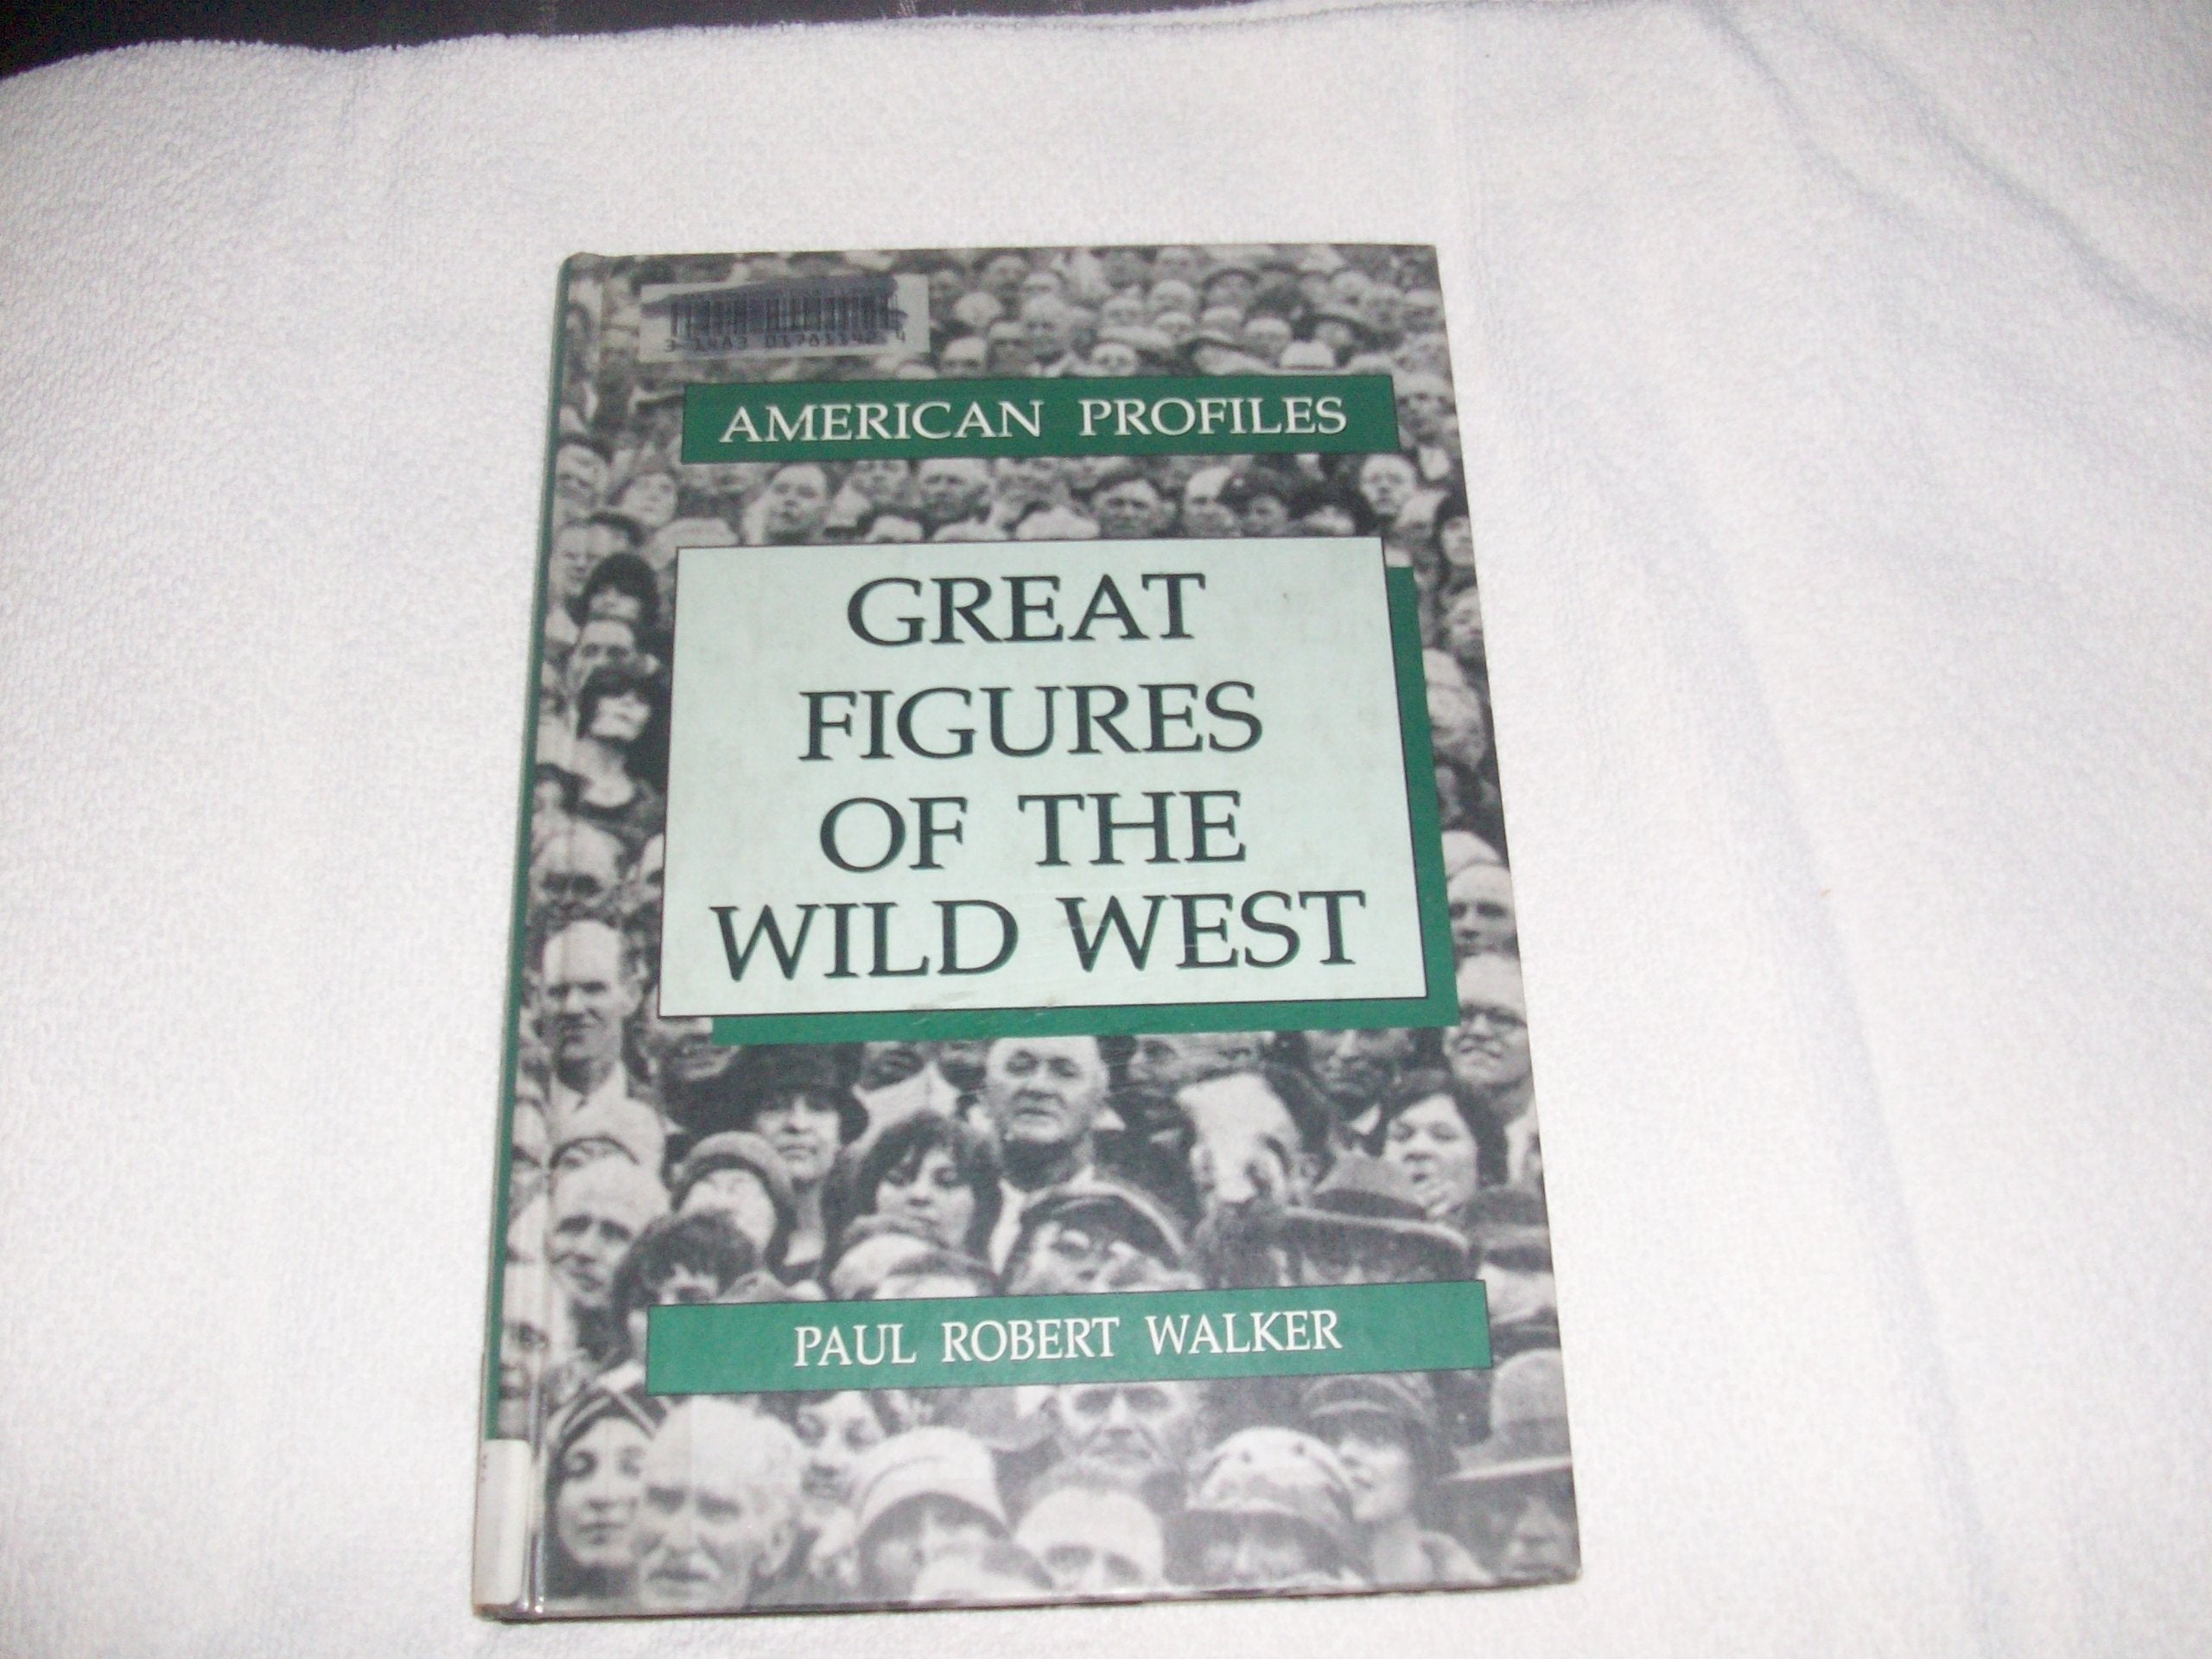 AMERICAN PROFILES
GREAT
FIGURES
OF THE
WILD WEST
PAUL ROBERT WALKER